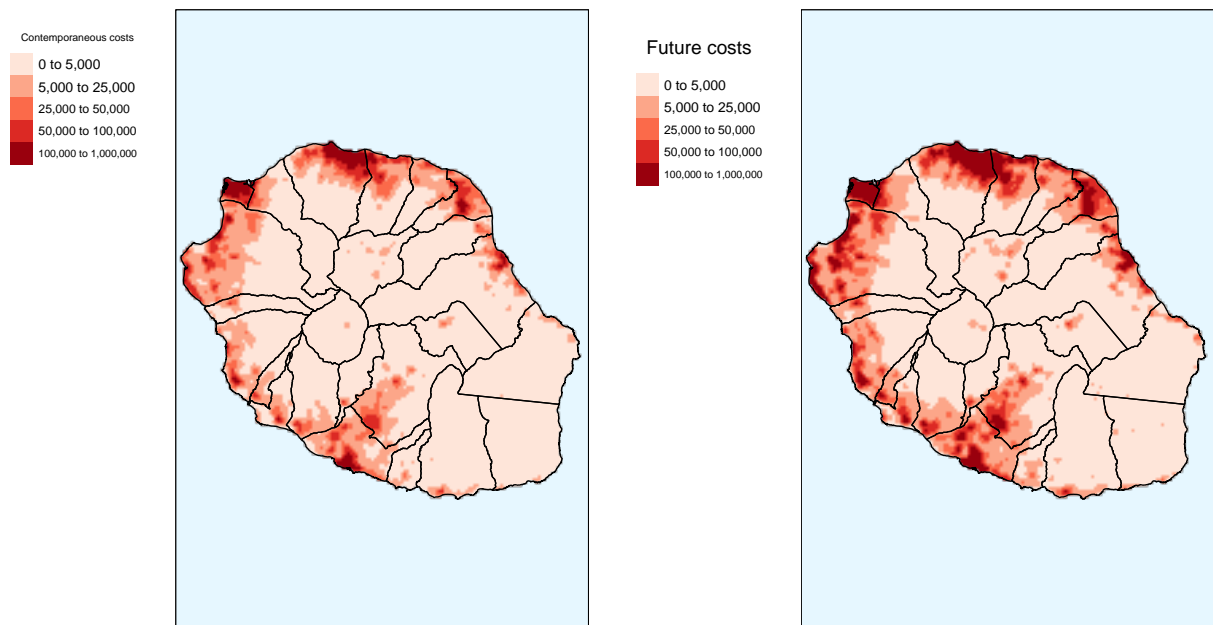 Contemporaneous costs
0 to 5,000
5,000 to 25,000
25,000 to 50,000
50,000 to 100,000
100,000 to 1,000,000
Future costs
0 to 5,000
5,000 to 25,000
25,000 to 50,000
50,000 to 100,000
100,000 to 1,000,000